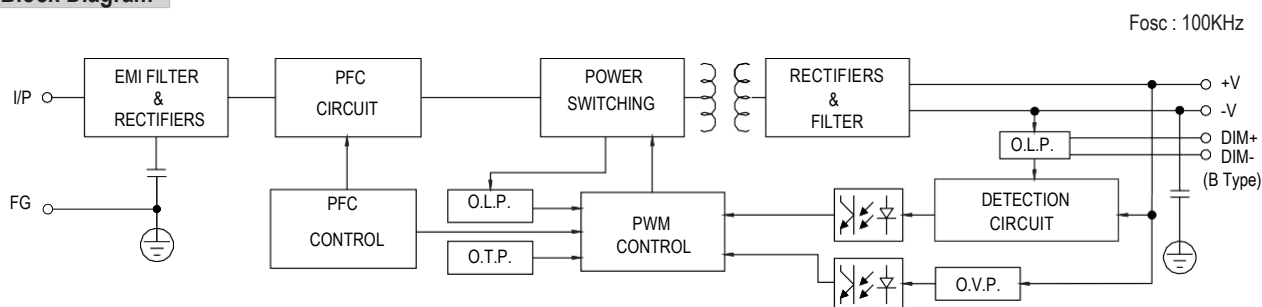 Block Diagram
Fosc : 100KHz
I/P
EMI FILTER
&
RECTIFIERS
PFC
CIRCUIT
POWER
SWITCHING
RECTIFIERS
&
FILTER
+V
-V
O.L.P.
DIM+
DIM-
(B Type)
FG
PFC
CONTROL
O.L.P.
O.T.P.
PWM
CONTROL
DETECTION
CIRCUIT
O.V.P.